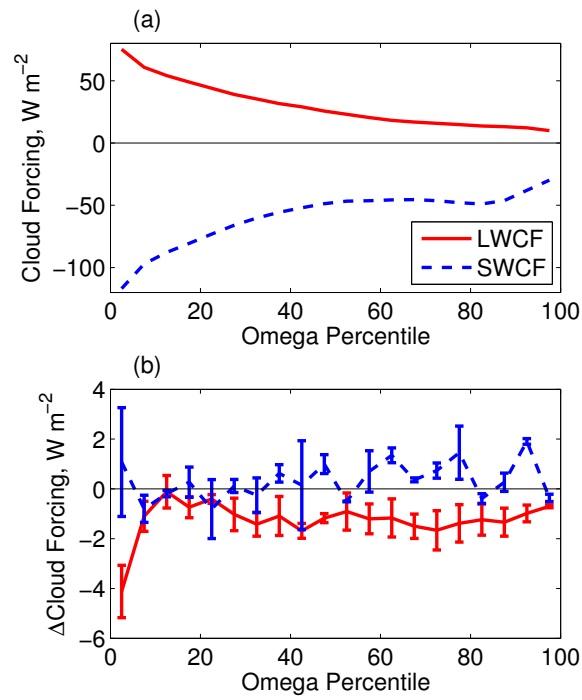 (a)
Cloud Forcing, W m−2
50
0
−50
−100
LWCF
SWCF
0 20 40 60 80 100
Omega Percentile
(b)
ΔCloud Forcing, W m−2
4
2
0
−2
−4
−6
0 20 40 60 80 100
Omega Percentile